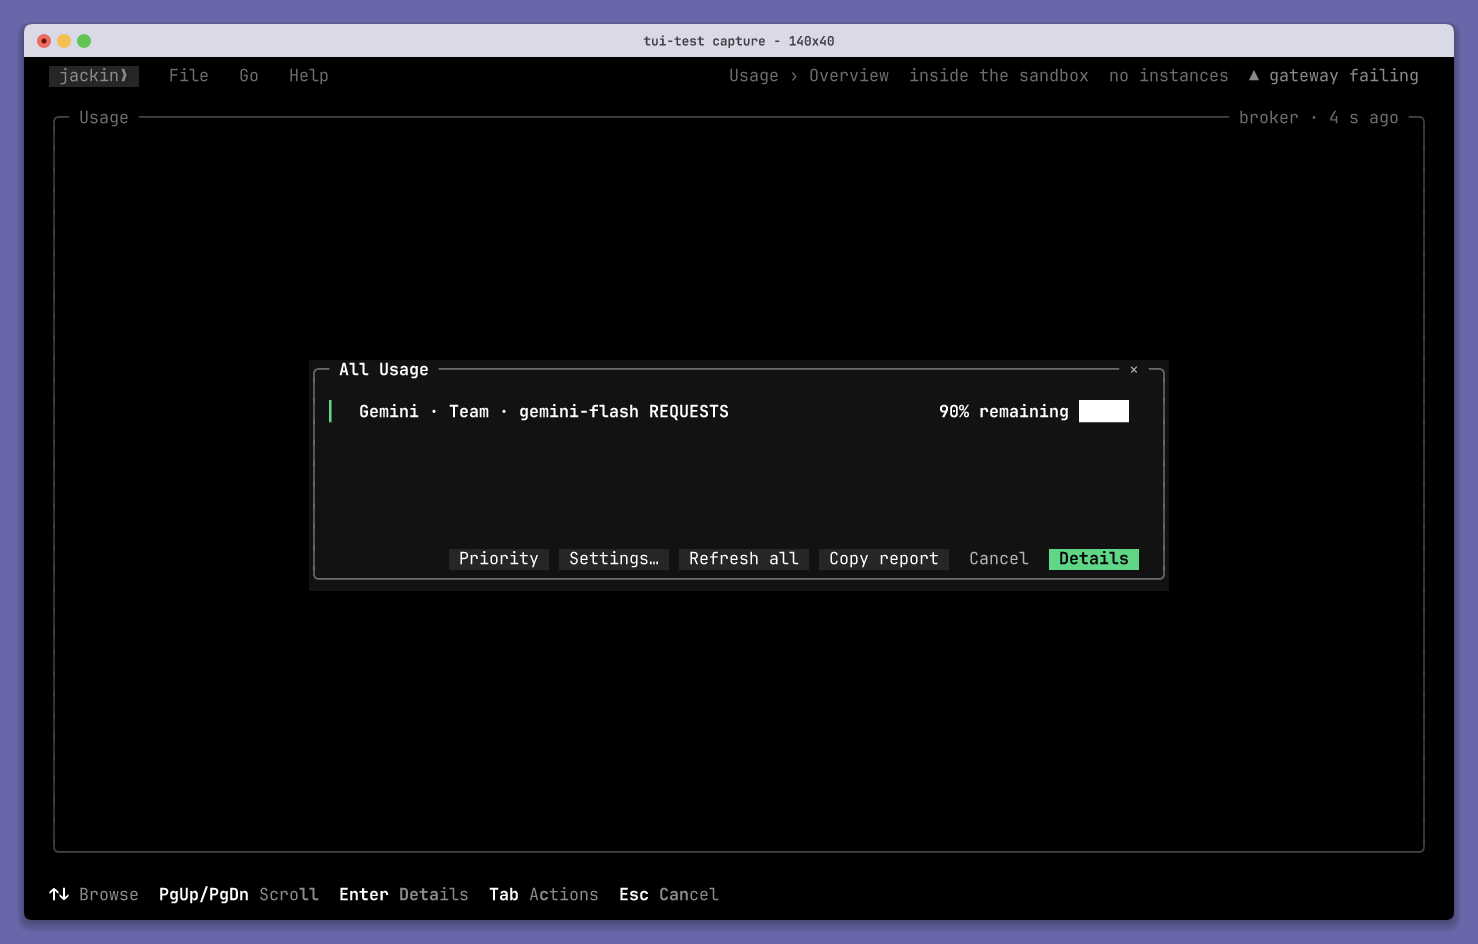 tui-test capture - 140x40
jackin❯ File Go Help Usage › Overview inside the sandbox no instances ▲ gateway failing
Usage broker · 4 s ago
All Usage ×
Gemini · Team · gemini-flash REQUESTS 90% remaining
Priority Settings… Refresh all Copy report Cancel Details
↑↓ Browse PgUp/PgDn Scroll Enter Details Tab Actions Esc Cancel